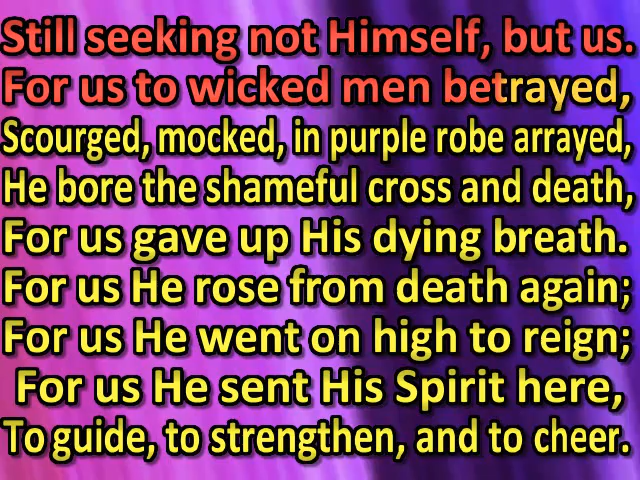 Still seeking not Himself, but us.
For us to wicked men betrayed,
Scourged, mocked, in purple robe arrayed,
He bore the shameful cross and death,
For us gave up His dying breath.
For us He rose from death again;
For us He went on high to reign;
For us He sent His Spirit here,
To guide, to strengthen, and to cheer.